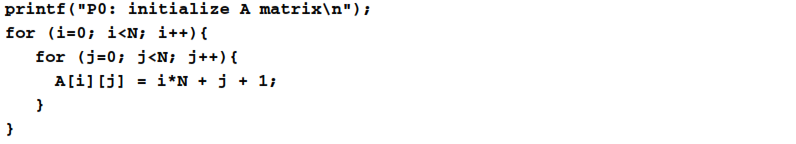 printf("P0: initialize A matrix\n");
for (i=0; i<N; i++){
   for (j=0; j<N; j++){
     A[i][j] = i*N + j + 1;
   }
}